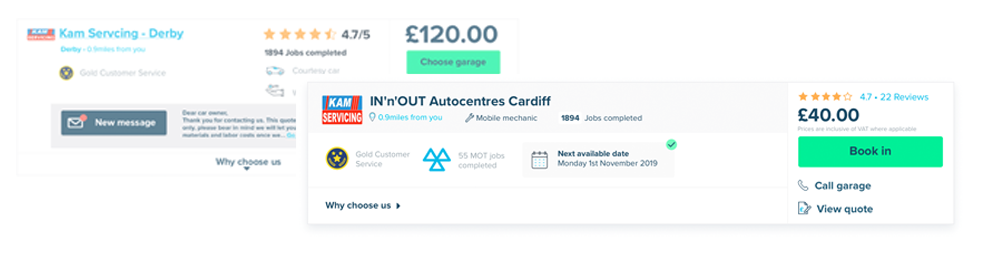 KAM
SERVICING
Kam Servcing - Derby
Derby - 0.9miles from you
4.7/5
1894 Jobs completed
£120.00
Choose garage
Gold Customer Service
Courtesy car
New message
Dear car owner,
Thank you for contacting us. This quote
only, please bear in mind we will let you
materials and labor costs once we...
Why choose us
KAM
SERVICING
IN'n'OUT Autocentres Cardiff
0.9miles from you
Mobile mechanic
1894 Jobs completed
Gold Customer
Service
55 MOT jobs
completed
Next available date
Monday 1st November 2019
Why choose us
4.7 • 22 Reviews
£40.00
Prices are inclusive of VAT where applicable
Book in
Call garage
View quote